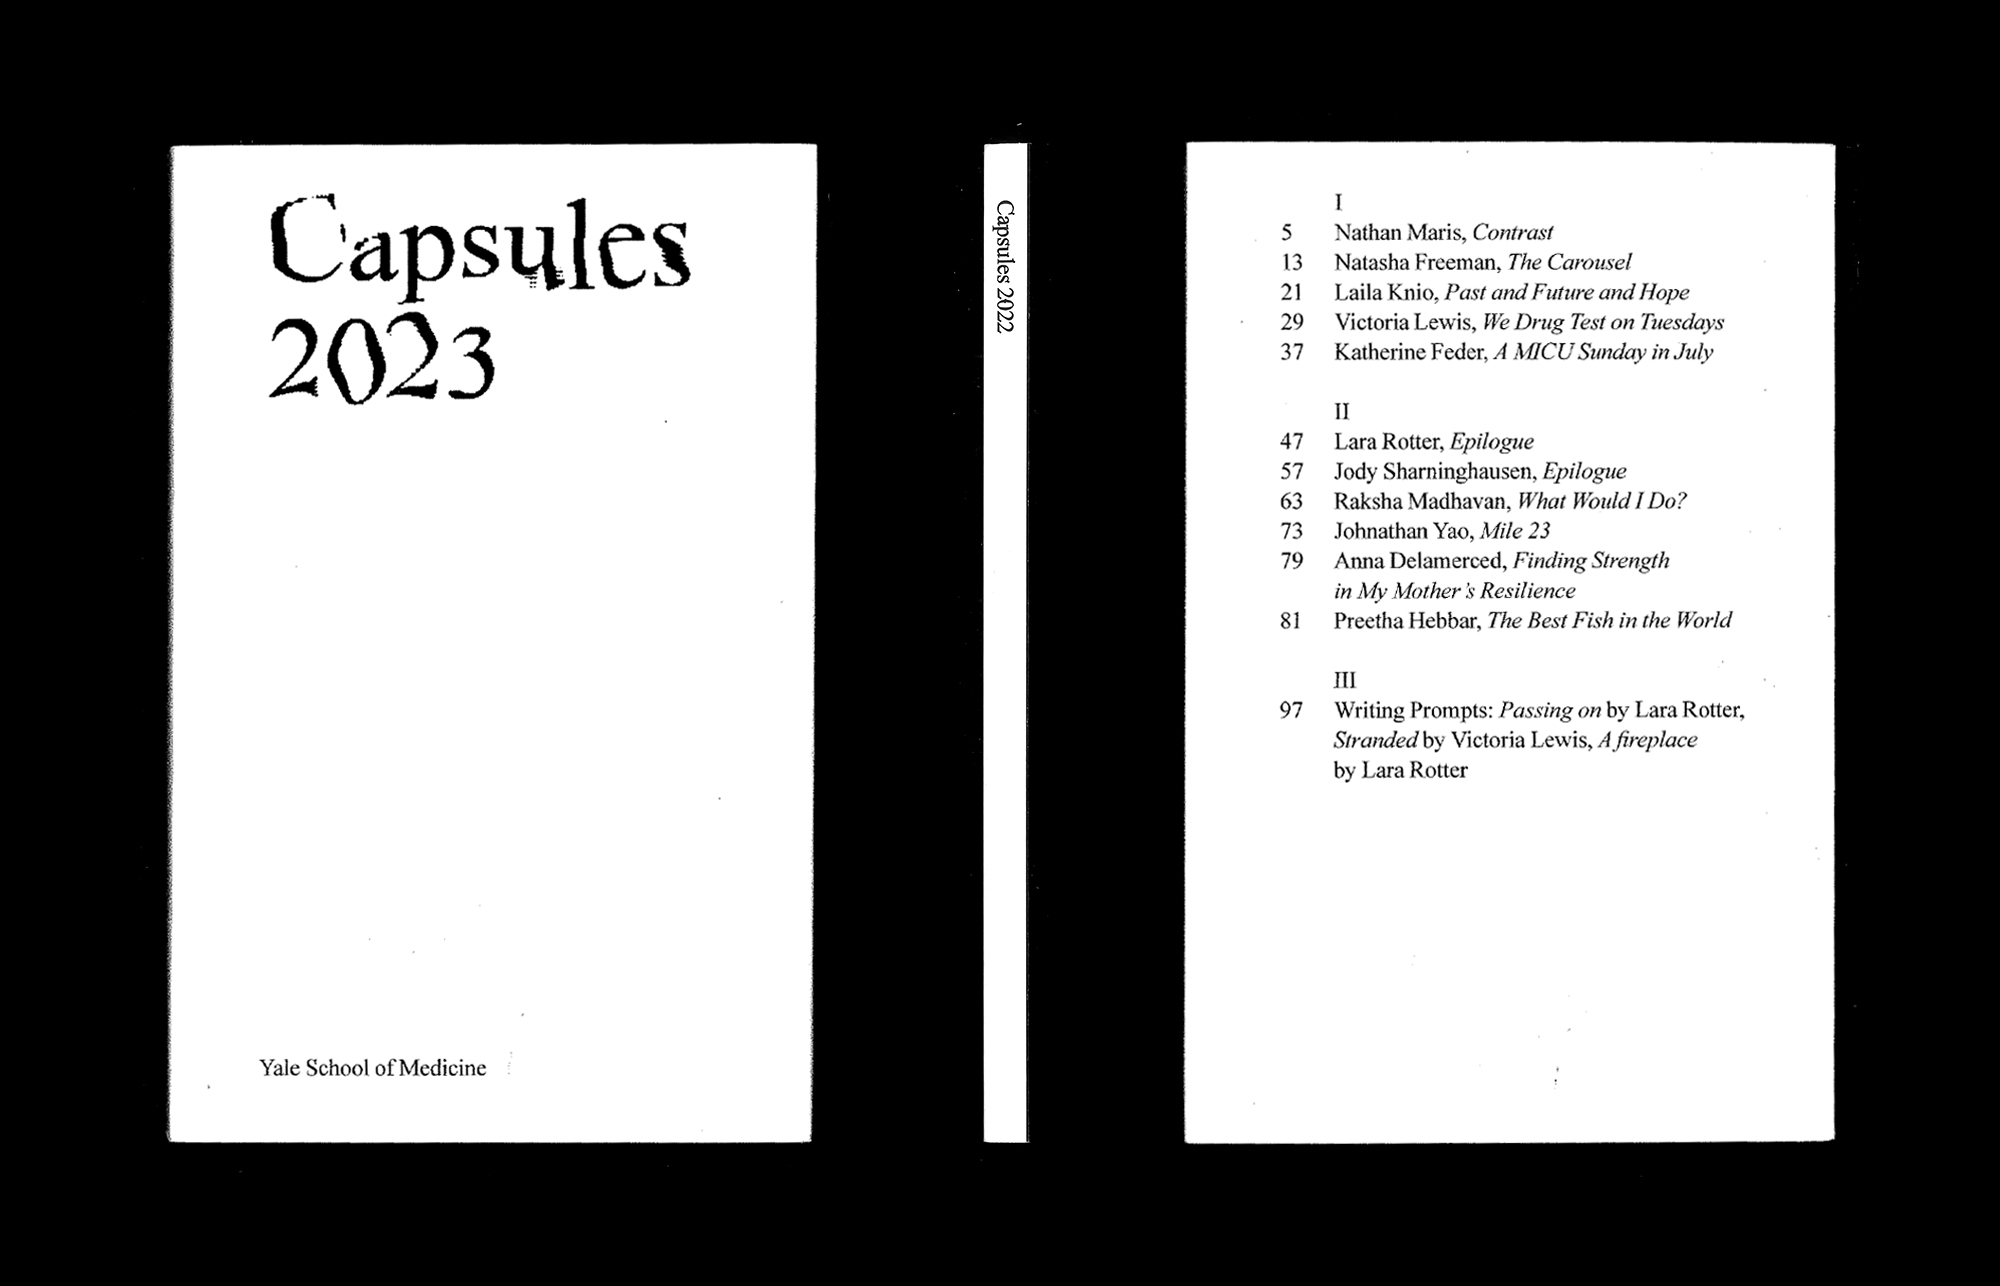 Capsules
2023
Yale School of Medicine
Capsules 2022
I
5 Nathan Maris, Contrast
13 Natasha Freeman, The Carousel
21 Laila Knio, Past and Future and Hope
29 Victoria Lewis, We Drug Test on Tuesdays
37 Katherine Feder, A MICU Sunday in July
II
47 Lara Rotter, Epilogue
57 Jody Sharninghausen, Epilogue
63 Raksha Madhavan, What Would I Do?
73 Johnathan Yao, Mile 23
79 Anna Delamerced, Finding Strength
in My Mother's Resilience
81 Preetha Hebbar, The Best Fish in the World
III
97 Writing Prompts: Passing on by Lara Rotter,
Stranded by Victoria Lewis, A fireplace
by Lara Rotter